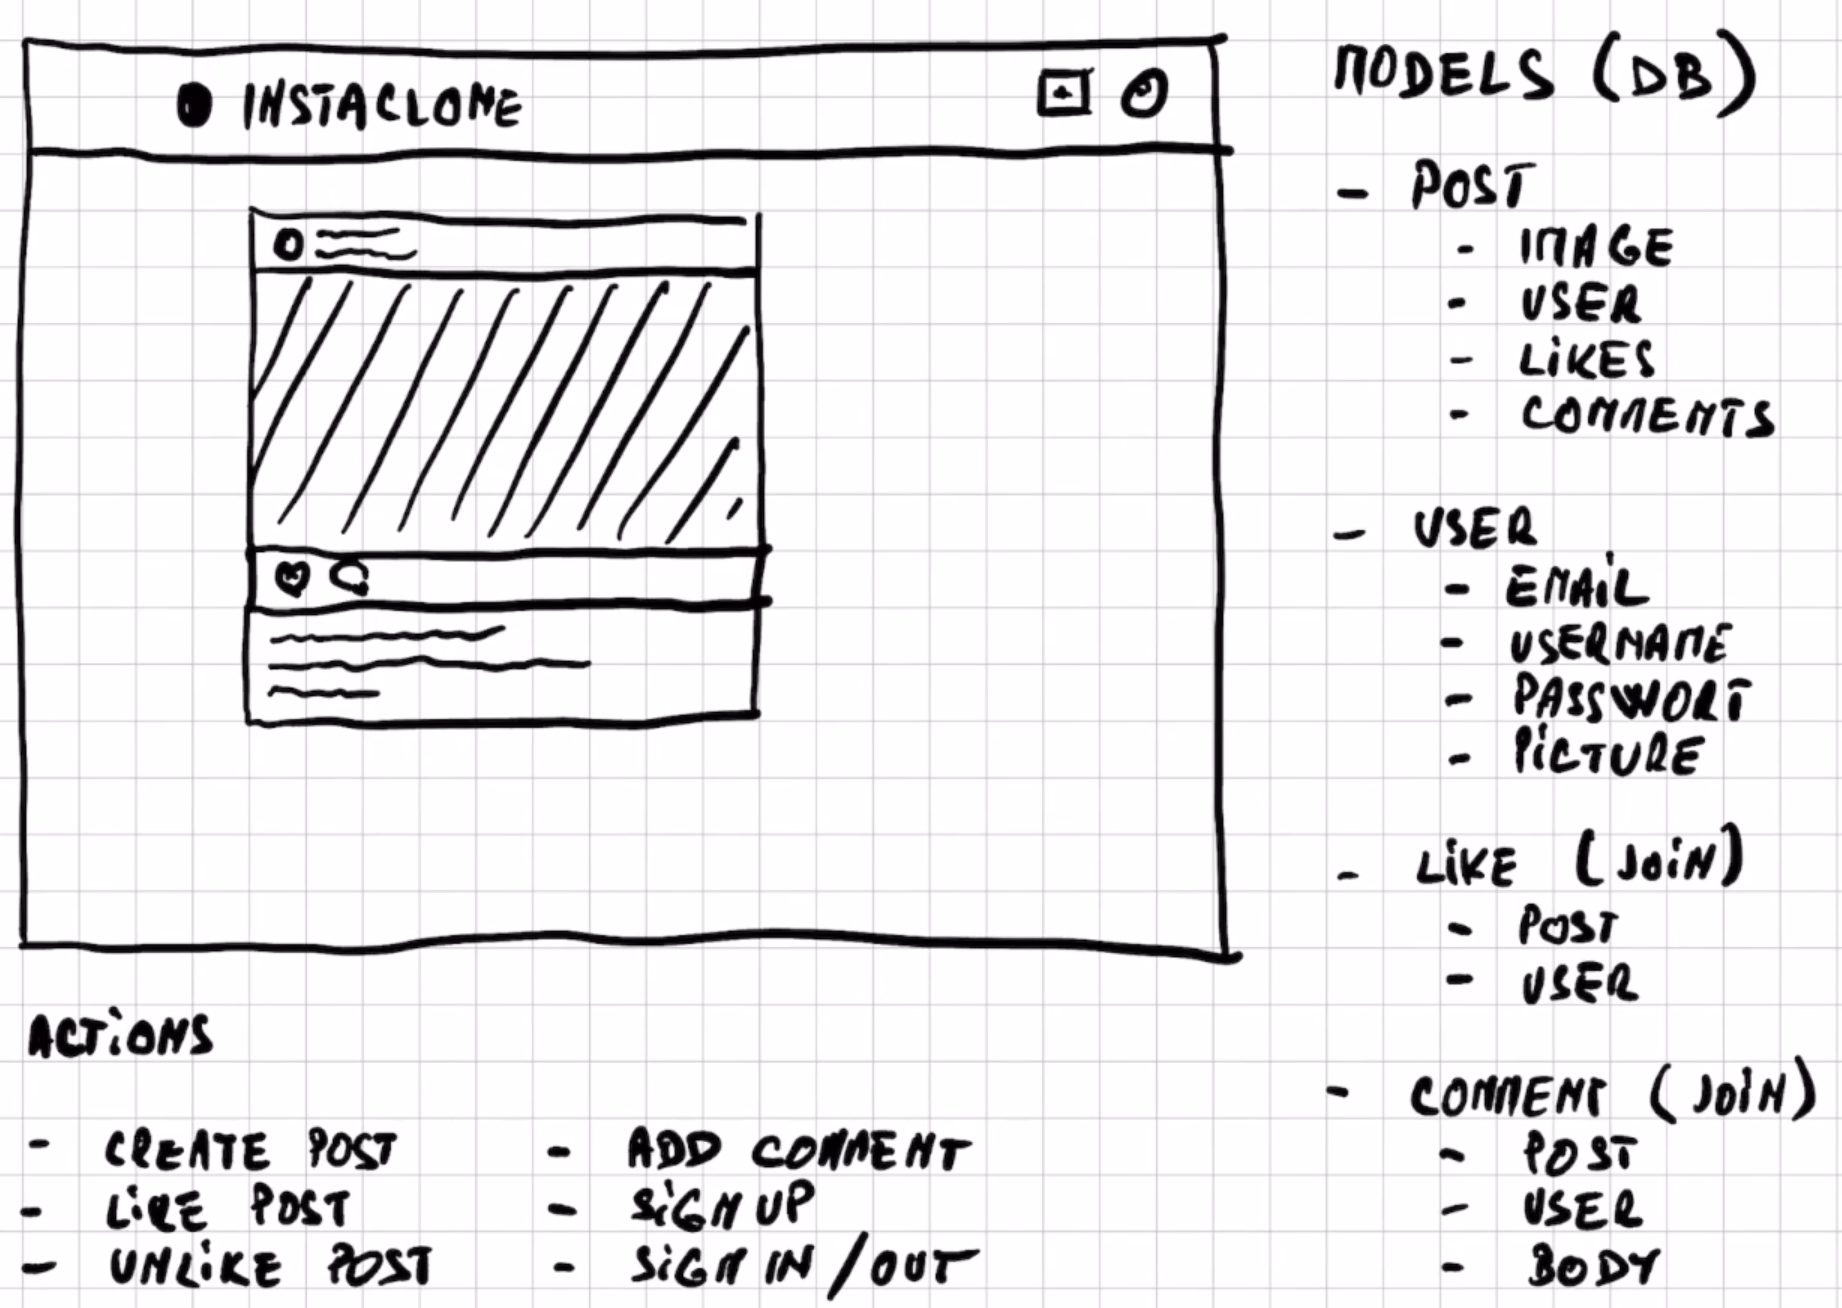 INSTACLONE
MODELS (DB)
- POST
- IMAGE
- USER
- LiKES
- COMMENTS
- USER
- EMAiL
- USERNAME
- PASSWORT
- PiCTURE
- LiKE (JOiN)
- POST
- USER
- COMMENT (JOiN)
- POST
- USER
- BODY
ACTiONS
- CREATE POST
- LiKE POST
- UNLiKE POST
- ADD COMMENT
- SiGN UP
- SiGN IN / OUT